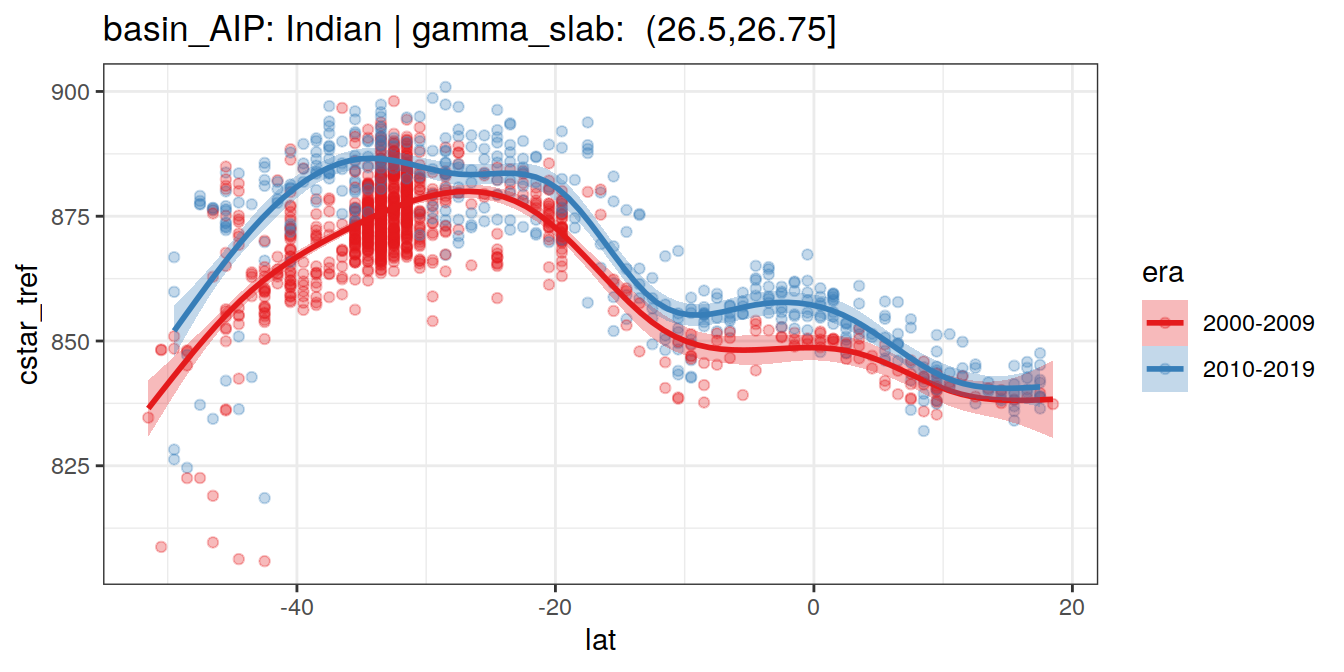 basin_AIP: Indian | gamma_slab:  (26.5,26.75]
900
875
850
825
cstar_tref
-40
-20
0
20
lat
era
2000-2009
2010-2019